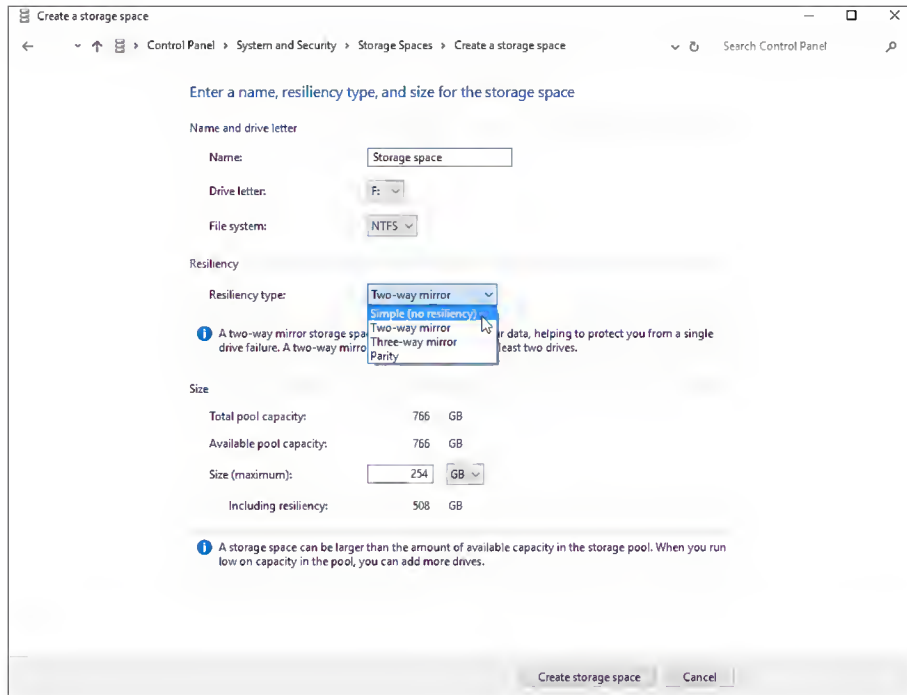 Create a storage space
Control Panel > System and Security > Storage Spaces > Create a storage space
Search Control Panel
Enter a name, resiliency type, and size for the storage space
Name and drive letter
Name: Storage space
Drive letter: F:
File system: NTFS
Resiliency
Resiliency type: Two-way mirror
Simple (no resiliency)
Two-way mirror
Three-way mirror
Parity
A two-way mirror storage spa r data, helping to protect you from a single
drive failure. A two-way mirro east two drives.
Size
Total pool capacity: 766 GB
Available pool capacity: 766 GB
Size (maximum): 254 GB
Including resiliency: 508 GB
A storage space can be larger than the amount of available capacity in the storage pool. When you run
low on capacity in the pool, you can add more drives.
Create storage space Cancel